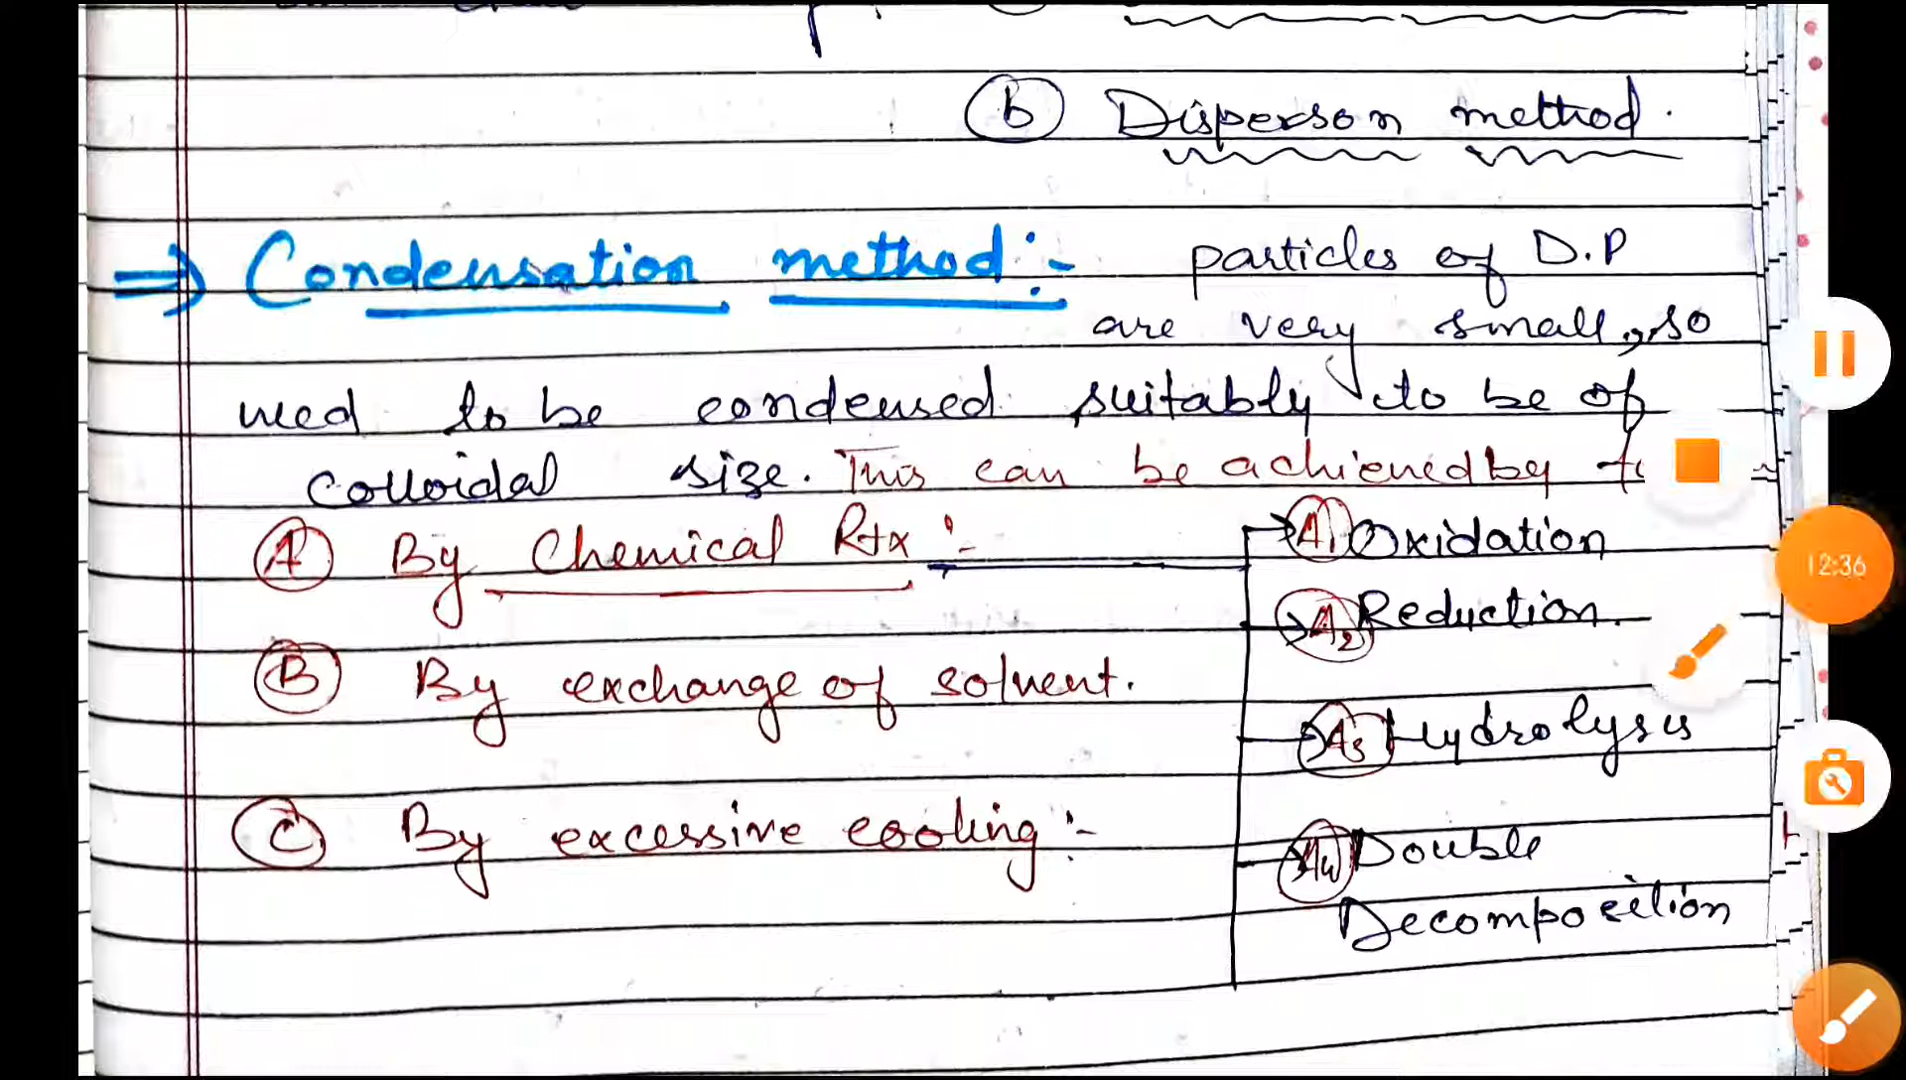 b Disperson method.
⇒ Condensation method :- particles of D.P
are very small, so
need to be condensed suitably to be of
colloidal size. This can be achieved by
A By Chemical Rxn :- A1 Oxidation
A2 Reduction.
B By exchange of solvent.
A3 Hydrolysis
C By excessive cooling :-
A4 Double
Decomposition
12:36